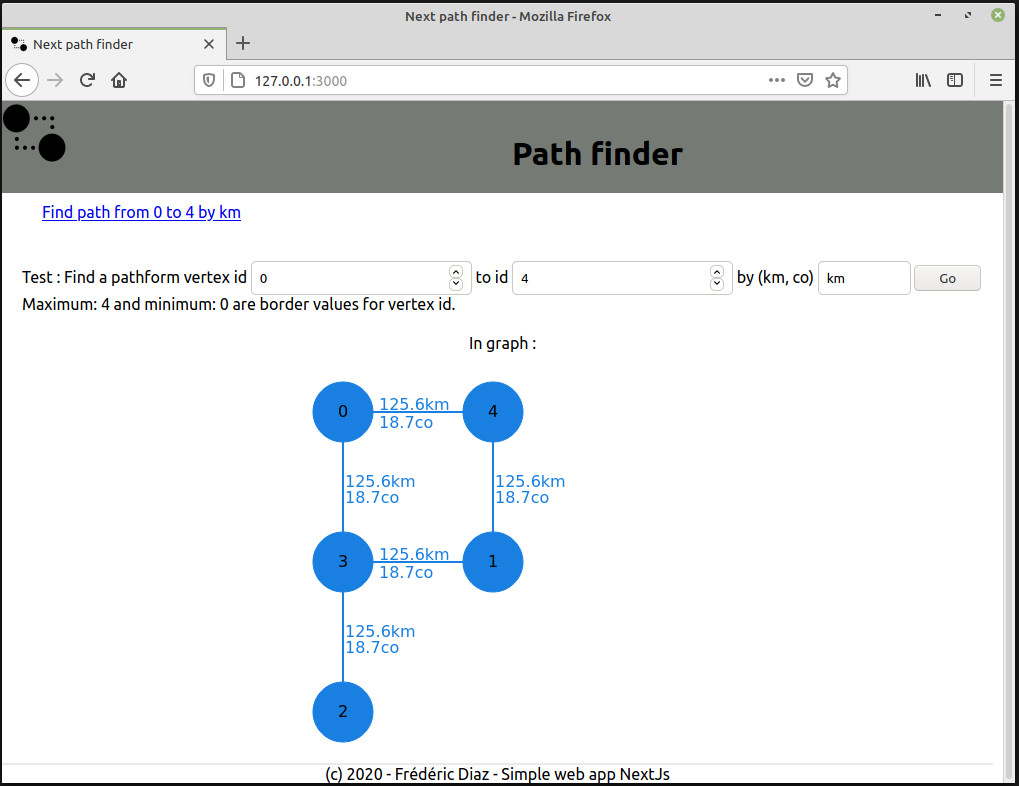 Next path finder - Mozilla Firefox
Next path finder
127.0.0.1:3000
Path finder
Find path from 0 to 4 by km
Test : Find a pathform vertex id 0 to id 4 by (km, co) km Go
Maximum: 4 and minimum: 0 are border values for vertex id.
In graph :
0 125.6km 4
18.7co
125.6km 125.6km
18.7co 18.7co
3 125.6km 1
18.7co
125.6km
18.7co
2
(c) 2020 - Frédéric Diaz - Simple web app NextJs